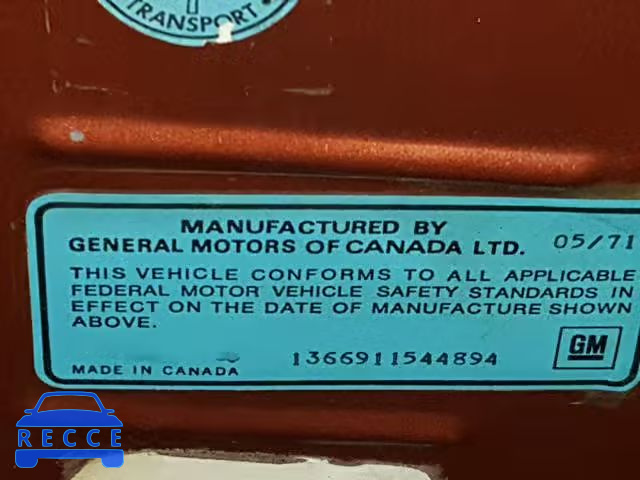 TRANSPORT
MANUFACTURED BY
GENERAL MOTORS OF CANADA LTD. 05/71
THIS VEHICLE CONFORMS TO ALL APPLICABLE
FEDERAL MOTOR VEHICLE SAFETY STANDARDS IN
EFFECT ON THE DATE OF MANUFACTURE SHOWN
ABOVE.
MADE IN CANADA 1366911544894 GM
RECCE